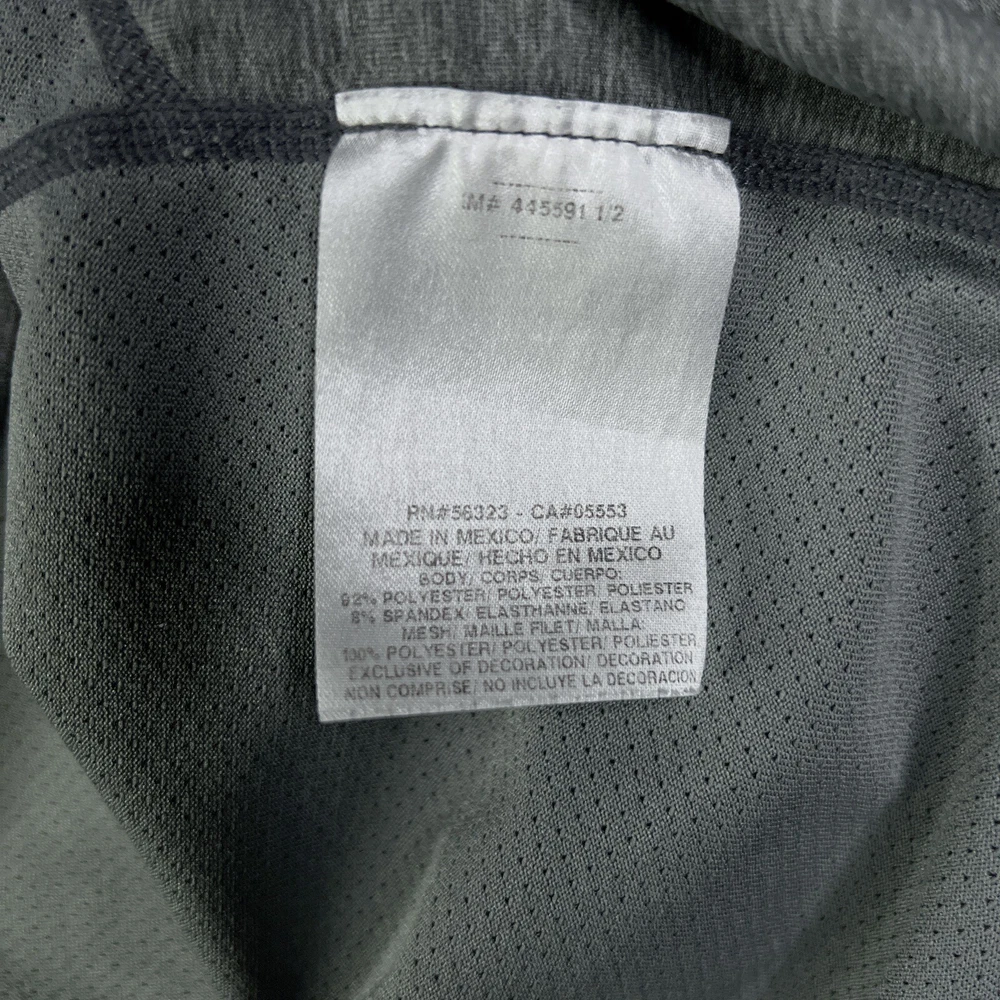 IM# 445591 1/2
RN#56323 - CA#05553
MADE IN MEXICO/ FABRIQUE AU
MEXIQUE/ HECHO EN MEXICO
BODY/ CORPS/ CUERPO:
92% POLYESTER/ POLYESTER/ POLIESTER
8% SPANDEX/ ELASTHANNE/ ELASTANO
MESH/ MAILLE FILET/ MALLA:
100% POLYESTER/ POLYESTER/ POLIESTER
EXCLUSIVE OF DECORATION/ DECORATION
NON COMPRISE/ NO INCLUYE LA DECORACION